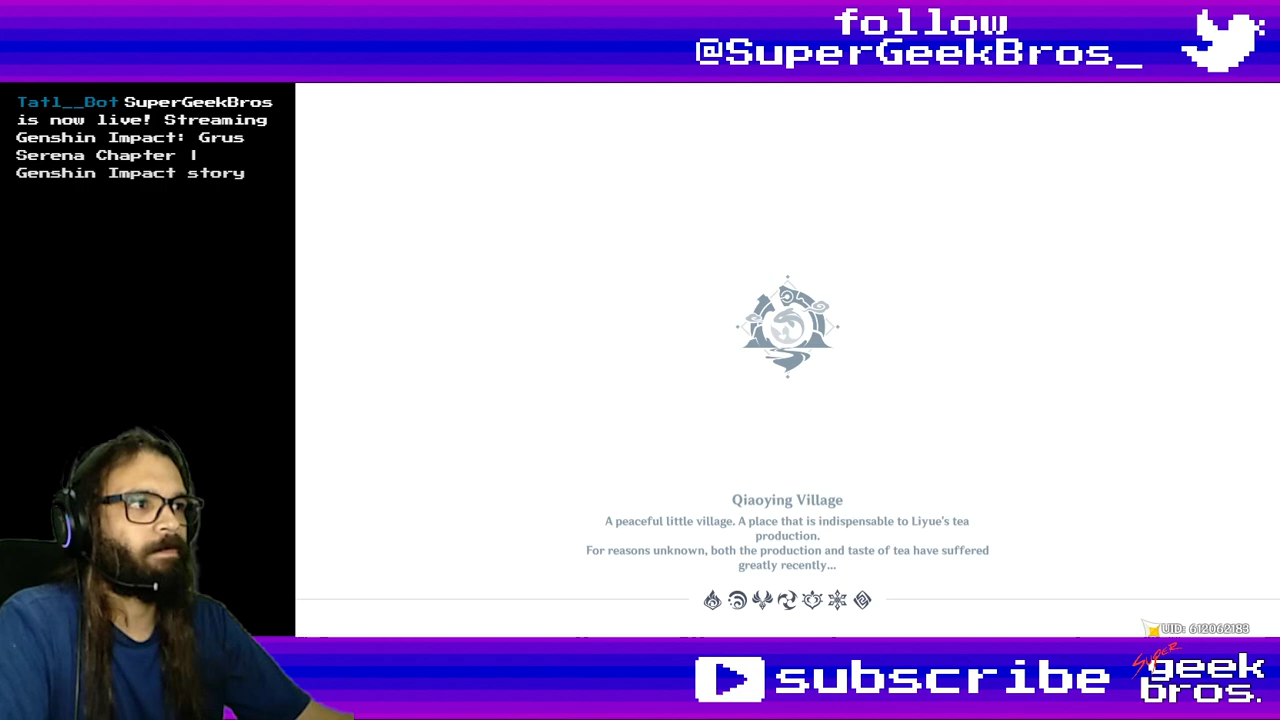 follow
@SuperGeekBros_
Tatl__Bot SuperGeekBros
is now live! Streaming
Genshin Impact: Grus
Serena Chapter |
Genshin Impact story
Qiaoying Village
A peaceful little village. A place that is indispensable to Liyue's tea
production.
For reasons unknown, both the production and taste of tea have suffered
greatly recently...
UID: 612062183
subscribe
SUPER
geek
bros.